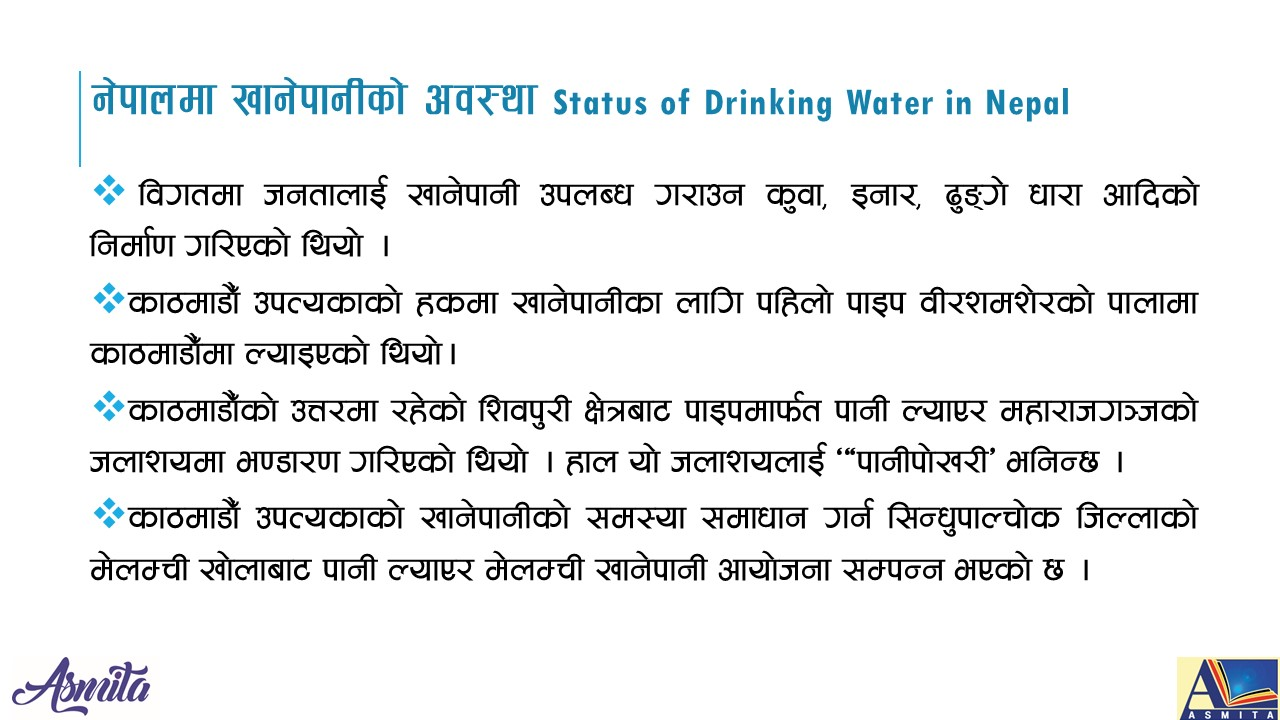 नेपालमा खानेपानीको अवस्था Status of Drinking Water in Nepal
❖ विगतमा जनतालाई खानेपानी उपलब्ध गराउन कुवा, इनार, ढुङ्गे धारा आदिको
निर्माण गरिएको थियो ।
❖काठमाडौँ उपत्यकाको हकमा खानेपानीका लागि पहिलो पाइप वीरशमशेरको पालामा
काठमाडौँमा ल्याइएको थियो।
❖काठमाडौँको उत्तरमा रहेको शिवपुरी क्षेत्रबाट पाइपमार्फत पानी ल्याएर महाराजगञ्जको
जलाशयमा भण्डारण गरिएको थियो । हाल यो जलाशयलाई ‘“पानीपोखरी’ भनिन्छ ।
❖काठमाडौँ उपत्यकाको खानेपानीको समस्या समाधान गर्न सिन्धुपाल्चोक जिल्लाको
मेलम्ची खोलाबाट पानी ल्याएर मेलम्ची खानेपानी आयोजना सम्पन्न भएको छ ।
Asmita
ASMITA